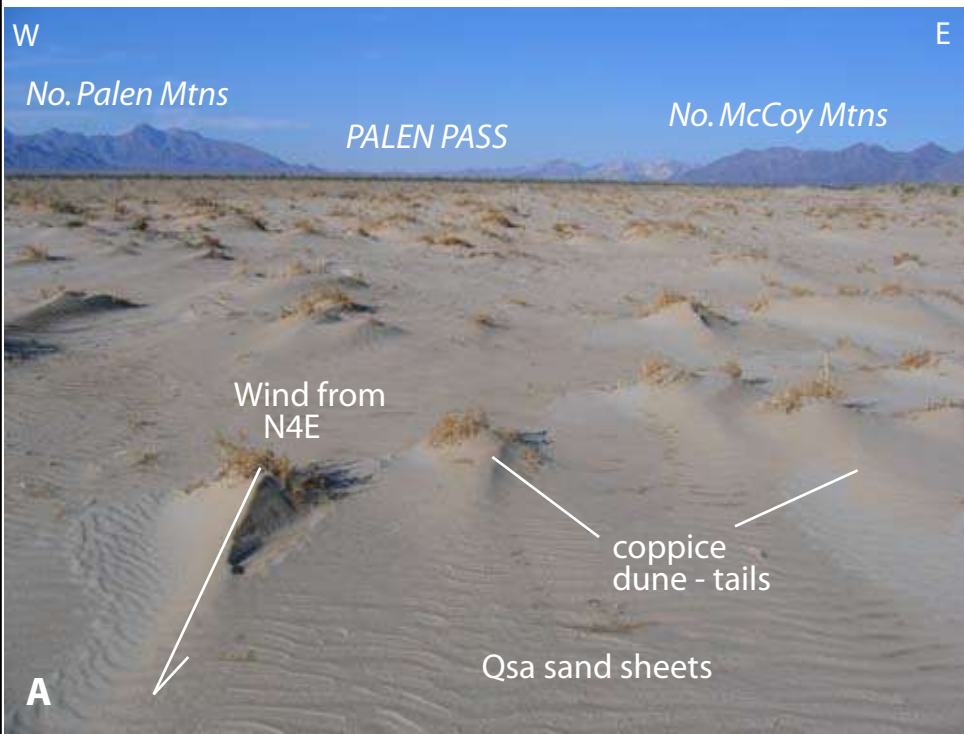 W
E
No. Palen Mtns
PALEN PASS
No. McCoy Mtns
Wind from
N4E
coppice
dune - tails
Qsa sand sheets
A